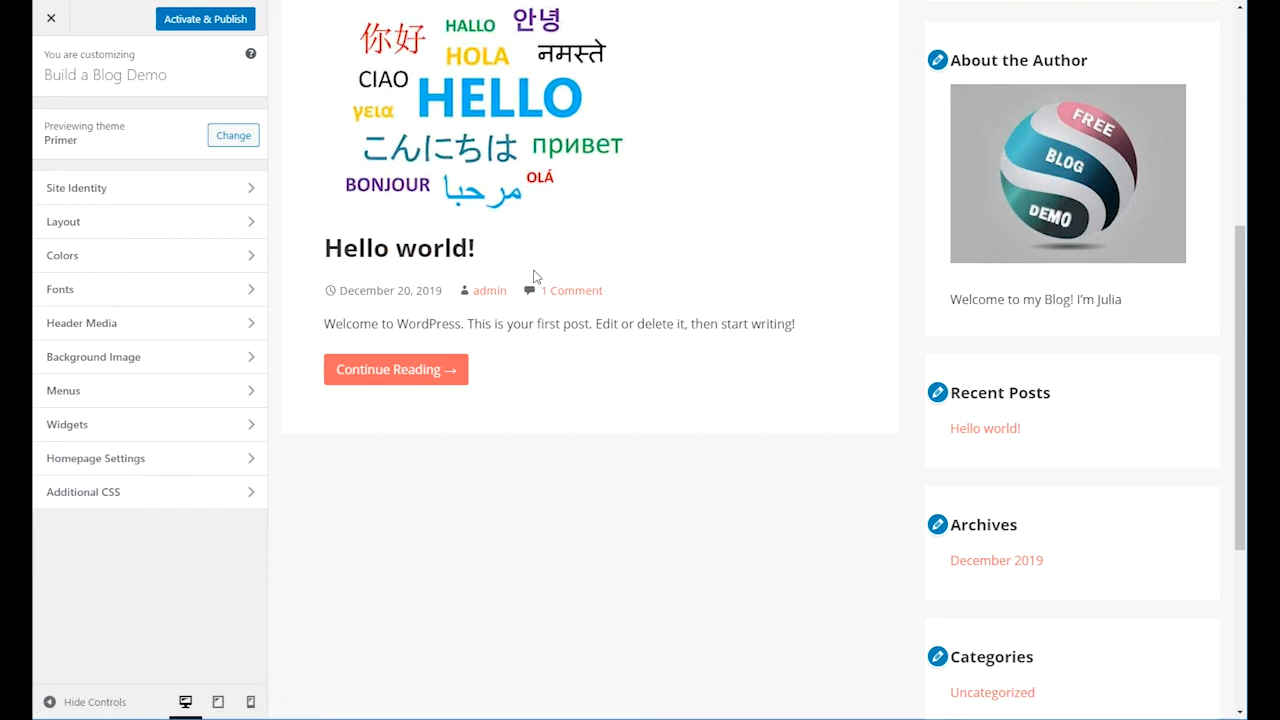 Activate & Publish
You are customizing
Build a Blog Demo
Previewing theme
Primer
Change
Site Identity
Layout
Colors
Fonts
Header Media
Background Image
Menus
Widgets
Homepage Settings
Additional CSS
Hide Controls
你好 HALLO 안녕
HOLA नमस्ते
CIAO
γεια HELLO
こんにちは привет
BONJOUR مرحبا OLÁ
Hello world!
December 20, 2019 admin 1 Comment
Welcome to WordPress. This is your first post. Edit or delete it, then start writing!
Continue Reading →
About the Author
FREE
BLOG
DEMO
Welcome to my Blog! I’m Julia
Recent Posts
Hello world!
Archives
December 2019
Categories
Uncategorized